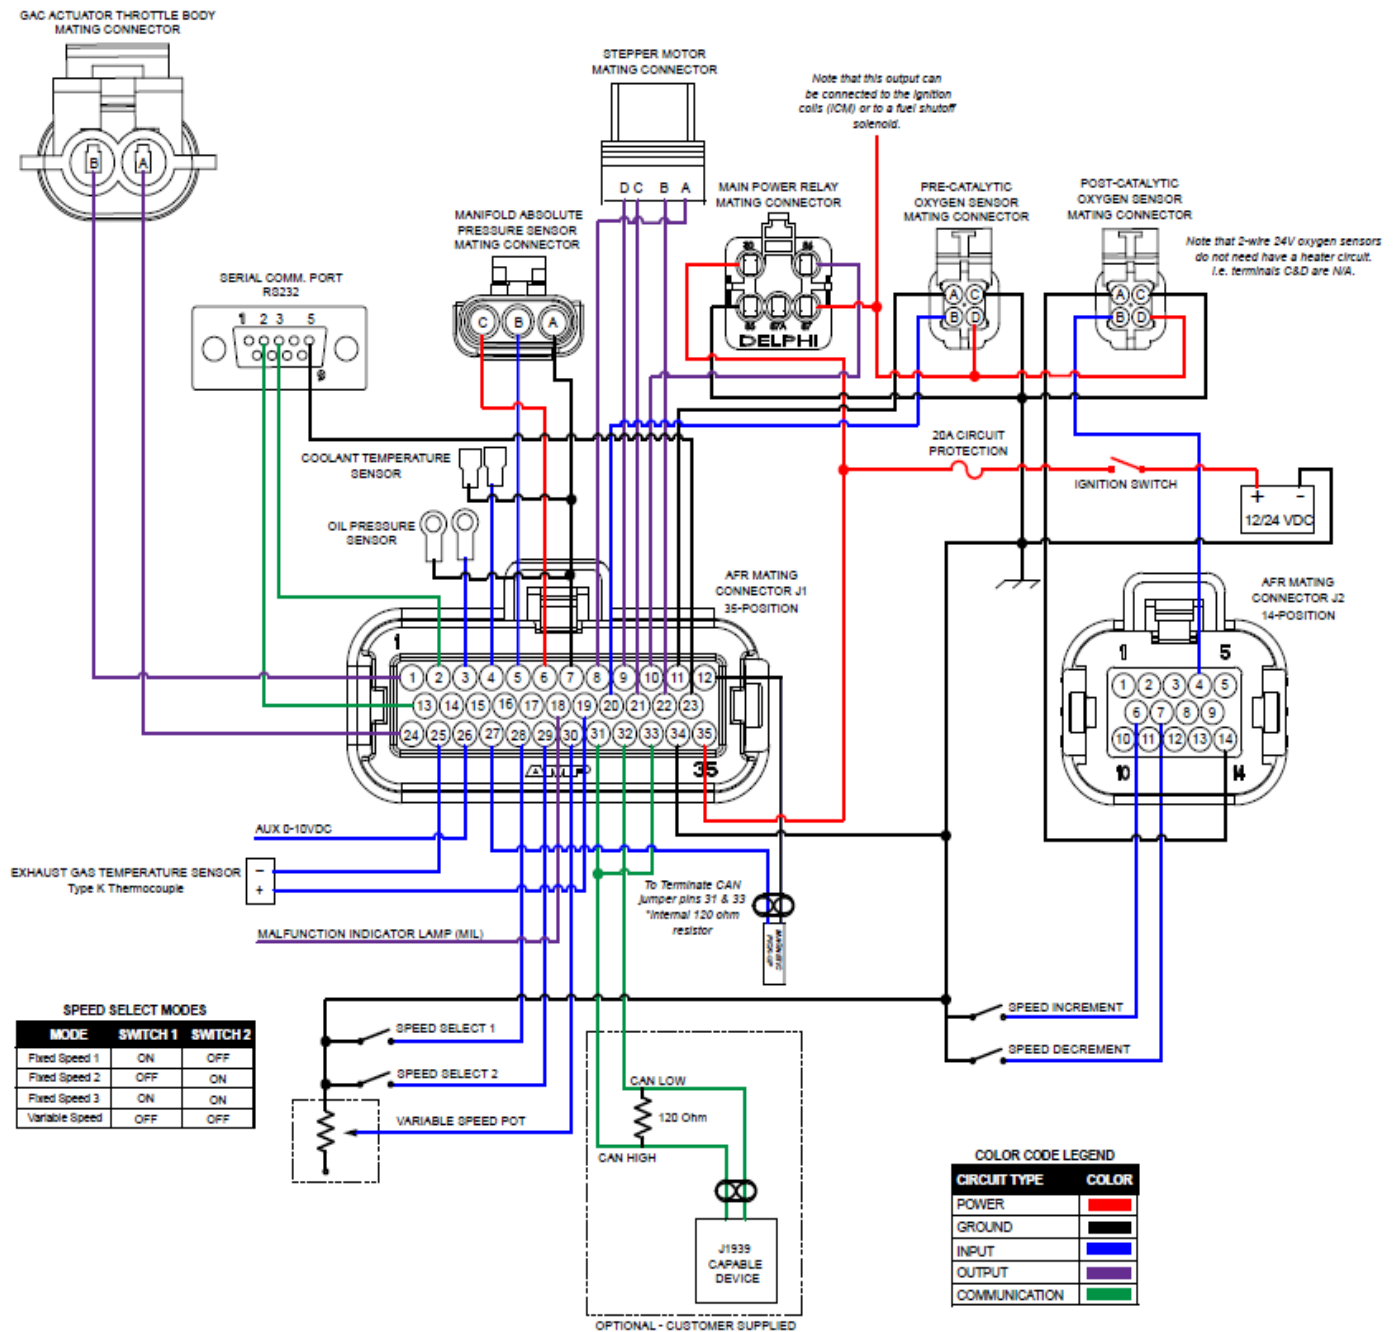 GAC ACTUATOR THROTTLE BODY
MATING CONNECTOR
B A
STEPPER MOTOR
MATING CONNECTOR
D C B A
Note that this output can
be connected to the ignition
coils (ICM) or to a fuel shutoff
solenoid.
MANIFOLD ABSOLUTE
PRESSURE SENSOR
MATING CONNECTOR
C B A
MAIN POWER RELAY
MATING CONNECTOR
85 87A 87
DELPHI
PRE-CATALYTIC
OXYGEN SENSOR
MATING CONNECTOR
A C
B D
POST-CATALYTIC
OXYGEN SENSOR
MATING CONNECTOR
A C
B D
Note that 2-wire 24V oxygen sensors
do not need have a heater circuit.
I.e. terminals C&D are N/A.
SERIAL COMM. PORT
RS232
1 2 3 5
9
COOLANT TEMPERATURE
SENSOR
OIL PRESSURE
SENSOR
20A CIRCUIT
PROTECTION
IGNITION SWITCH
+ -
12/24 VDC
AFR MATING
CONNECTOR J1
35-POSITION
1
1 2 3 4 5 6 7 8 9 10 11 12
13 14 15 16 17 18 19 20 21 22 23
24 25 26 27 28 29 30 31 32 33 34 35
AMP
35
AFR MATING
CONNECTOR J2
14-POSITION
1 5
1 2 3 4 5
6 7 8 9
10 11 12 13 14
10 14
AUX 0-10VDC
EXHAUST GAS TEMPERATURE SENSOR
Type K Thermocouple
-
+
MALFUNCTION INDICATOR LAMP (MIL)
To Terminate CAN
jumper pins 31 & 33
*Internal 120 ohm
resistor
MAGNETIC
PICK-UP
SPEED SELECT MODES
MODE SWITCH 1 SWITCH 2
Fixed Speed 1 ON OFF
Fixed Speed 2 OFF ON
Fixed Speed 3 ON ON
Variable Speed OFF OFF
SPEED SELECT 1
SPEED SELECT 2
VARIABLE SPEED POT
SPEED INCREMENT
SPEED DECREMENT
CAN LOW
120 Ohm
CAN HIGH
J1939
CAPABLE
DEVICE
OPTIONAL - CUSTOMER SUPPLIED
COLOR CODE LEGEND
CIRCUIT TYPE COLOR
POWER
GROUND
INPUT
OUTPUT
COMMUNICATION